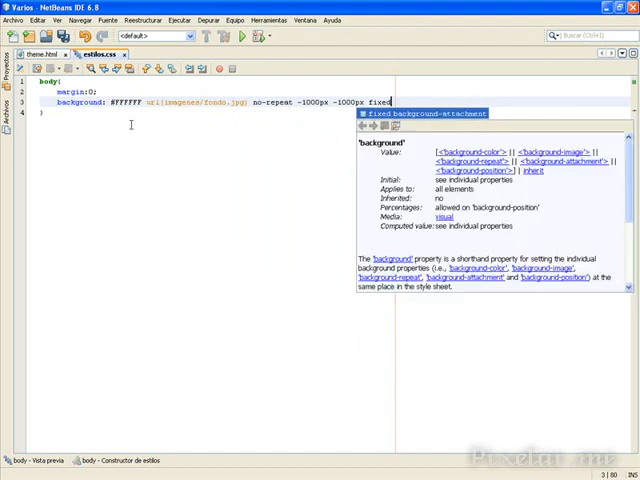 Varios - NetBeans IDE 6.8
Archivo Editar Ver Navegar Fuente Reestructurar Ejecutar Depurar Equipo Herramientas Ventana Ayuda
<default>
Buscar (Ctrl+I)
theme.html estilos.css
Proyectos
Archivos
1 body{
2 margin:0;
3 background: #FFFFFF url(imagenes/fondo.jpg) no-repeat -1000px -1000px fixed
4 }
fixed background-attachment
'background'
Value: [<'background-color'> ||
<'background-image'> ||
<'background-repeat'> ||
<'background-attachment'> ||
<'background-position'>] | inherit
Initial: see individual properties
Applies to: all elements
Inherited: no
Percentages: allowed on 'background-position'
Media: visual
Computed value: see individual properties
The 'background' property is a shorthand property for setting the individual
background properties (i.e., 'background-color', 'background-image',
'background-repeat', 'background-attachment' and 'background-position') at the
same place in the style sheet.
Pixelar.me
body - Vista previa body - Constructor de estilos
3 | 80 INS